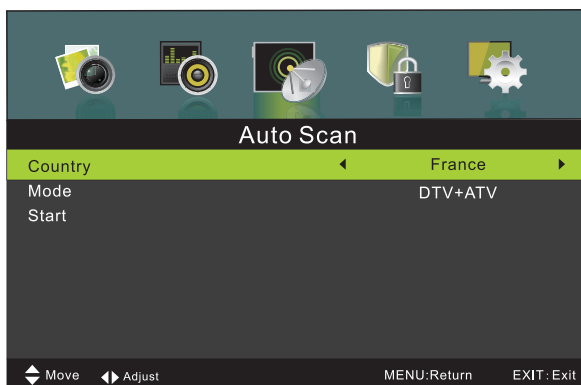 Auto Scan
Country France
Mode DTV+ATV
Start
Move Adjust MENU:Return EXIT:Exit